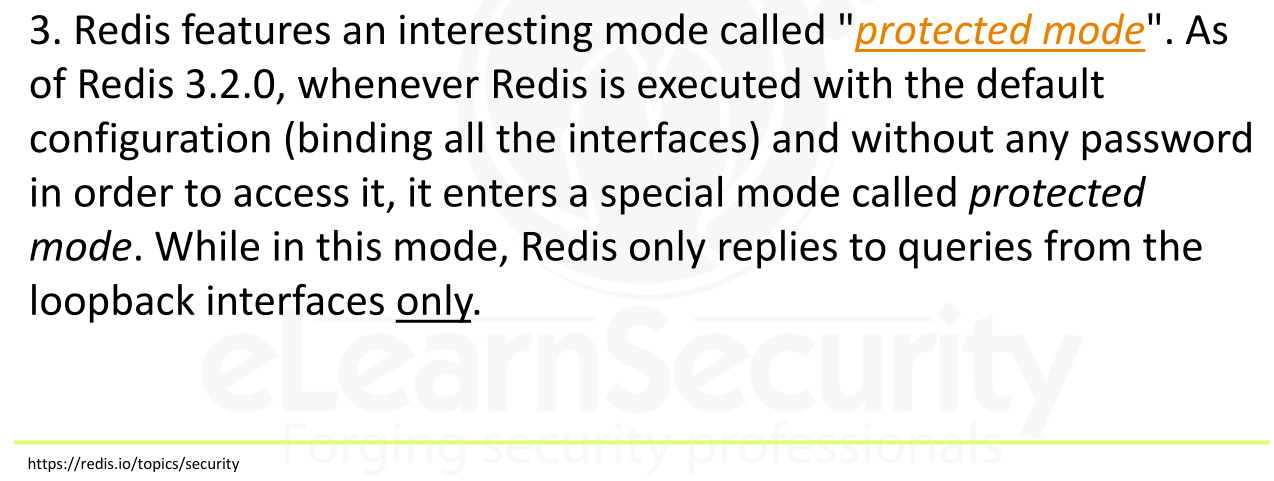 3. Redis features an interesting mode called "protected mode". As
of Redis 3.2.0, whenever Redis is executed with the default
configuration (binding all the interfaces) and without any password
in order to access it, it enters a special mode called protected
mode. While in this mode, Redis only replies to queries from the
loopback interfaces only.
eLearnSecurity
Forging security professionals
https://redis.io/topics/security